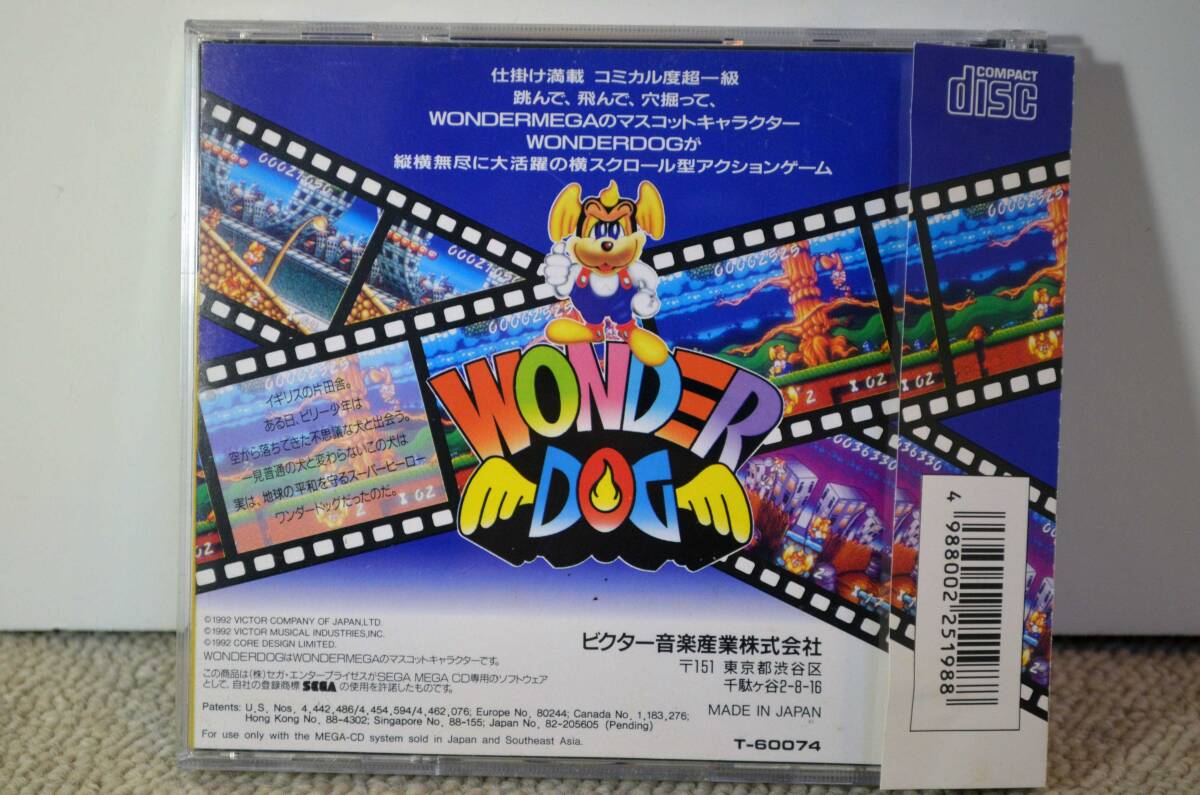 仕掛け満載 コミカル度超一級
跳んで、飛んで、穴掘って、
WONDERMEGAのマスコットキャラクター
WONDERDOGが
縦横無尽に大活躍の横スクロール型アクションゲーム
COMPACT
disc
00021050
00021050
00002525
00002525
00002525
00036330
00036330
イギリスの片田舎。
ある日、ビリー少年は
空から落ちてきた不思議な犬と出会う。
一見普通の犬と変わらないこの犬は
実は、地球の平和を守るスーパーヒーロー
ワンダードッグだったのだ。
WONDER
DOG
©1992 VICTOR COMPANY OF JAPAN,LTD.
©1992 VICTOR MUSICAL INDUSTRIES,INC.
©1992 CORE DESIGN LIMITED.
WONDERDOGはWONDERMEGAのマスコットキャラクターです。
この商品は(株)セガ・エンタープライゼスがSEGA MEGA CD専用のソフトウェア
として、自社の登録商標 SEGA の使用を許諾したものです。
Patents: U.S. Nos. 4,442,486/4,454,594/4,462,076; Europe No. 80244; Canada No. 1,183,276;
Hong Kong No. 88-4302; Singapore No. 88-155; Japan No. 82-205605 (Pending)
For use only with the MEGA-CD system sold in Japan and Southeast Asia.
ビクター音楽産業株式会社
〒151 東京都渋谷区
千駄ヶ谷2-8-16
MADE IN JAPAN
T-60074
4 988002 251988